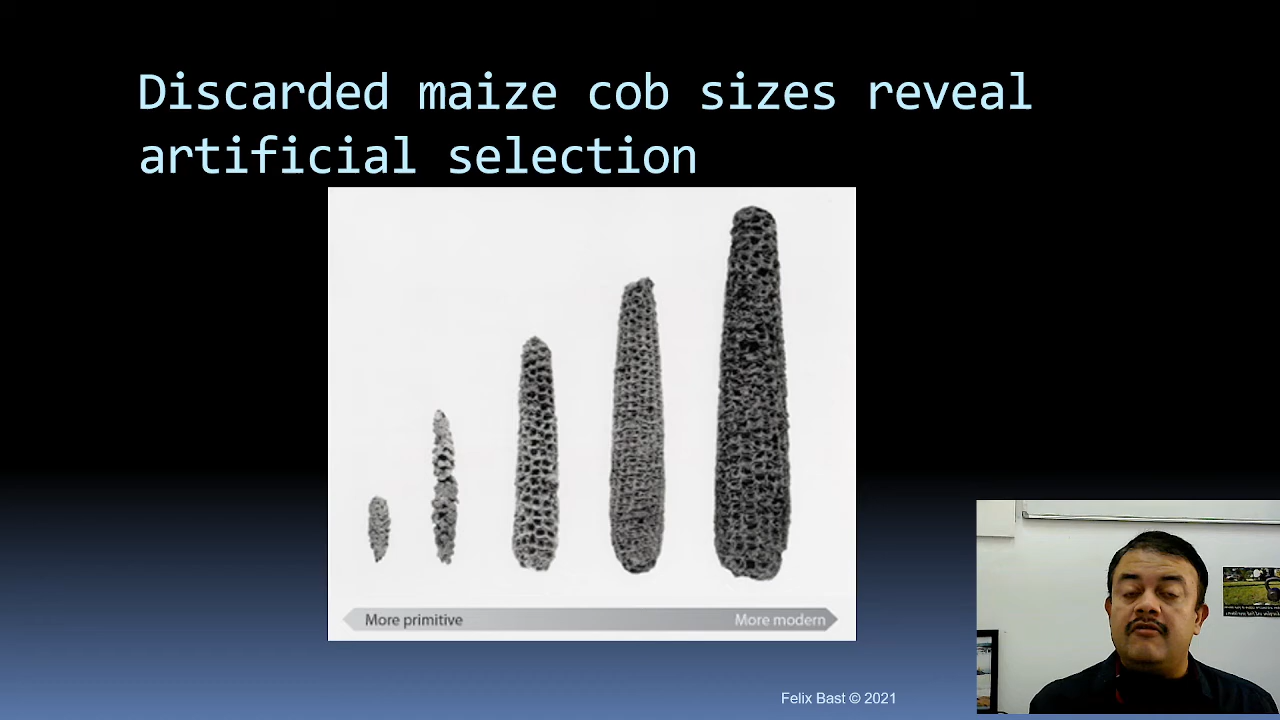 Discarded maize cob sizes reveal
artificial selection
More primitive
More modern
Felix Bast © 2021